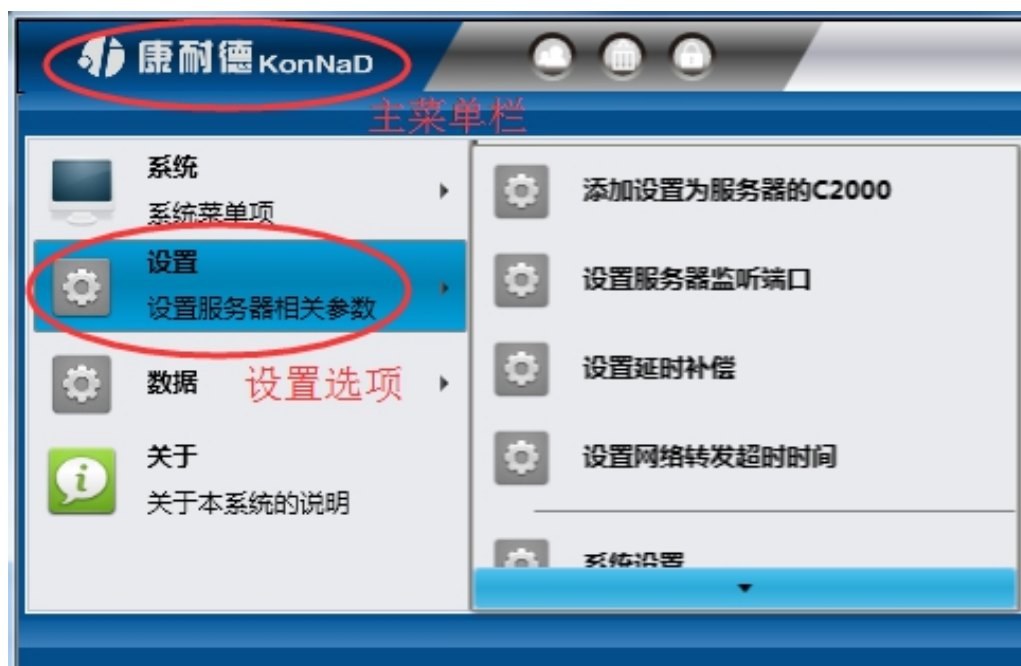 康耐德 KonNaD
主菜单栏
系统
系统菜单项
设置
设置服务器相关参数
数据
设置选项
关于
关于本系统的说明
添加设置为服务器的C2000
设置服务器监听端口
设置延时补偿
设置网络转发超时时间
系统设置